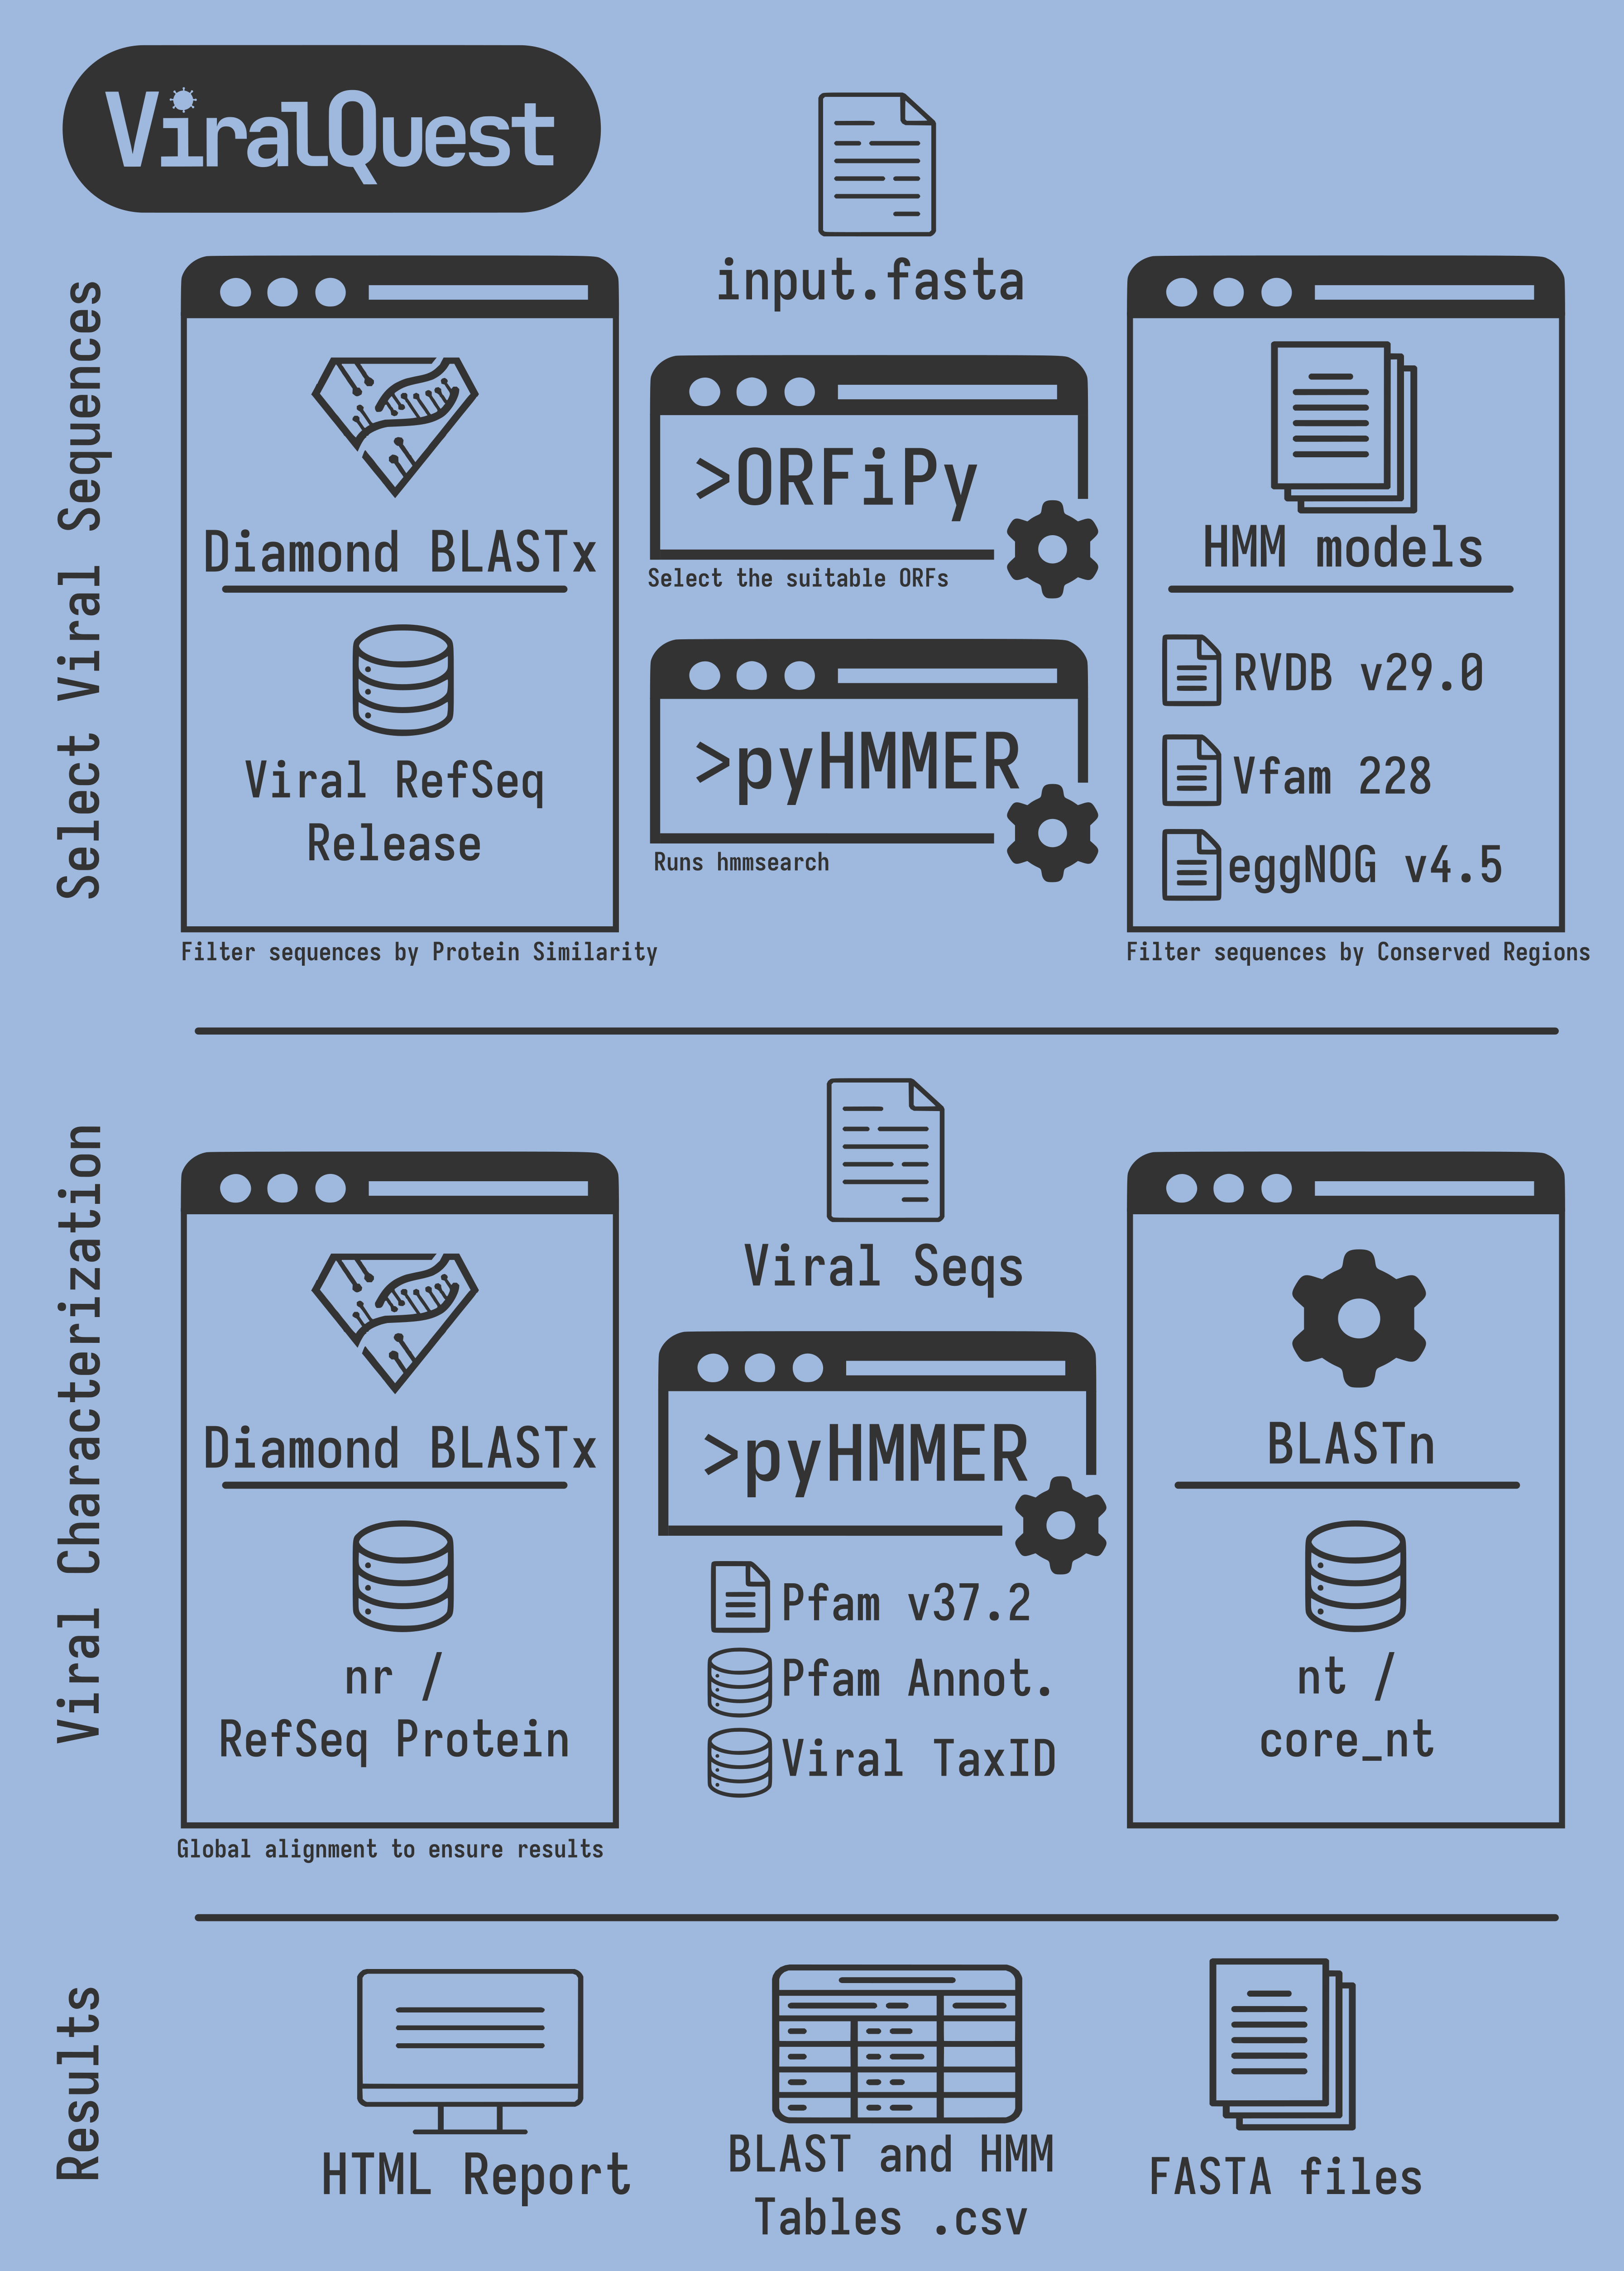 ViralQuest
Select Viral Sequences
input.fasta
Diamond BLASTx
Viral RefSeq
Release
Filter sequences by Protein Similarity
>ORFiPy
Select the suitable ORFs
>pyHMMER
Runs hmmsearch
HMM models
RVDB v29.0
Vfam 228
eggNOG v4.5
Filter sequences by Conserved Regions
Viral Characterization
Viral Seqs
Diamond BLASTx
nr /
RefSeq Protein
Global alignment to ensure results
>pyHMMER
Pfam v37.2
Pfam Annot.
Viral TaxID
BLASTn
nt /
core_nt
Results
HTML Report
BLAST and HMM
Tables .csv
FASTA files